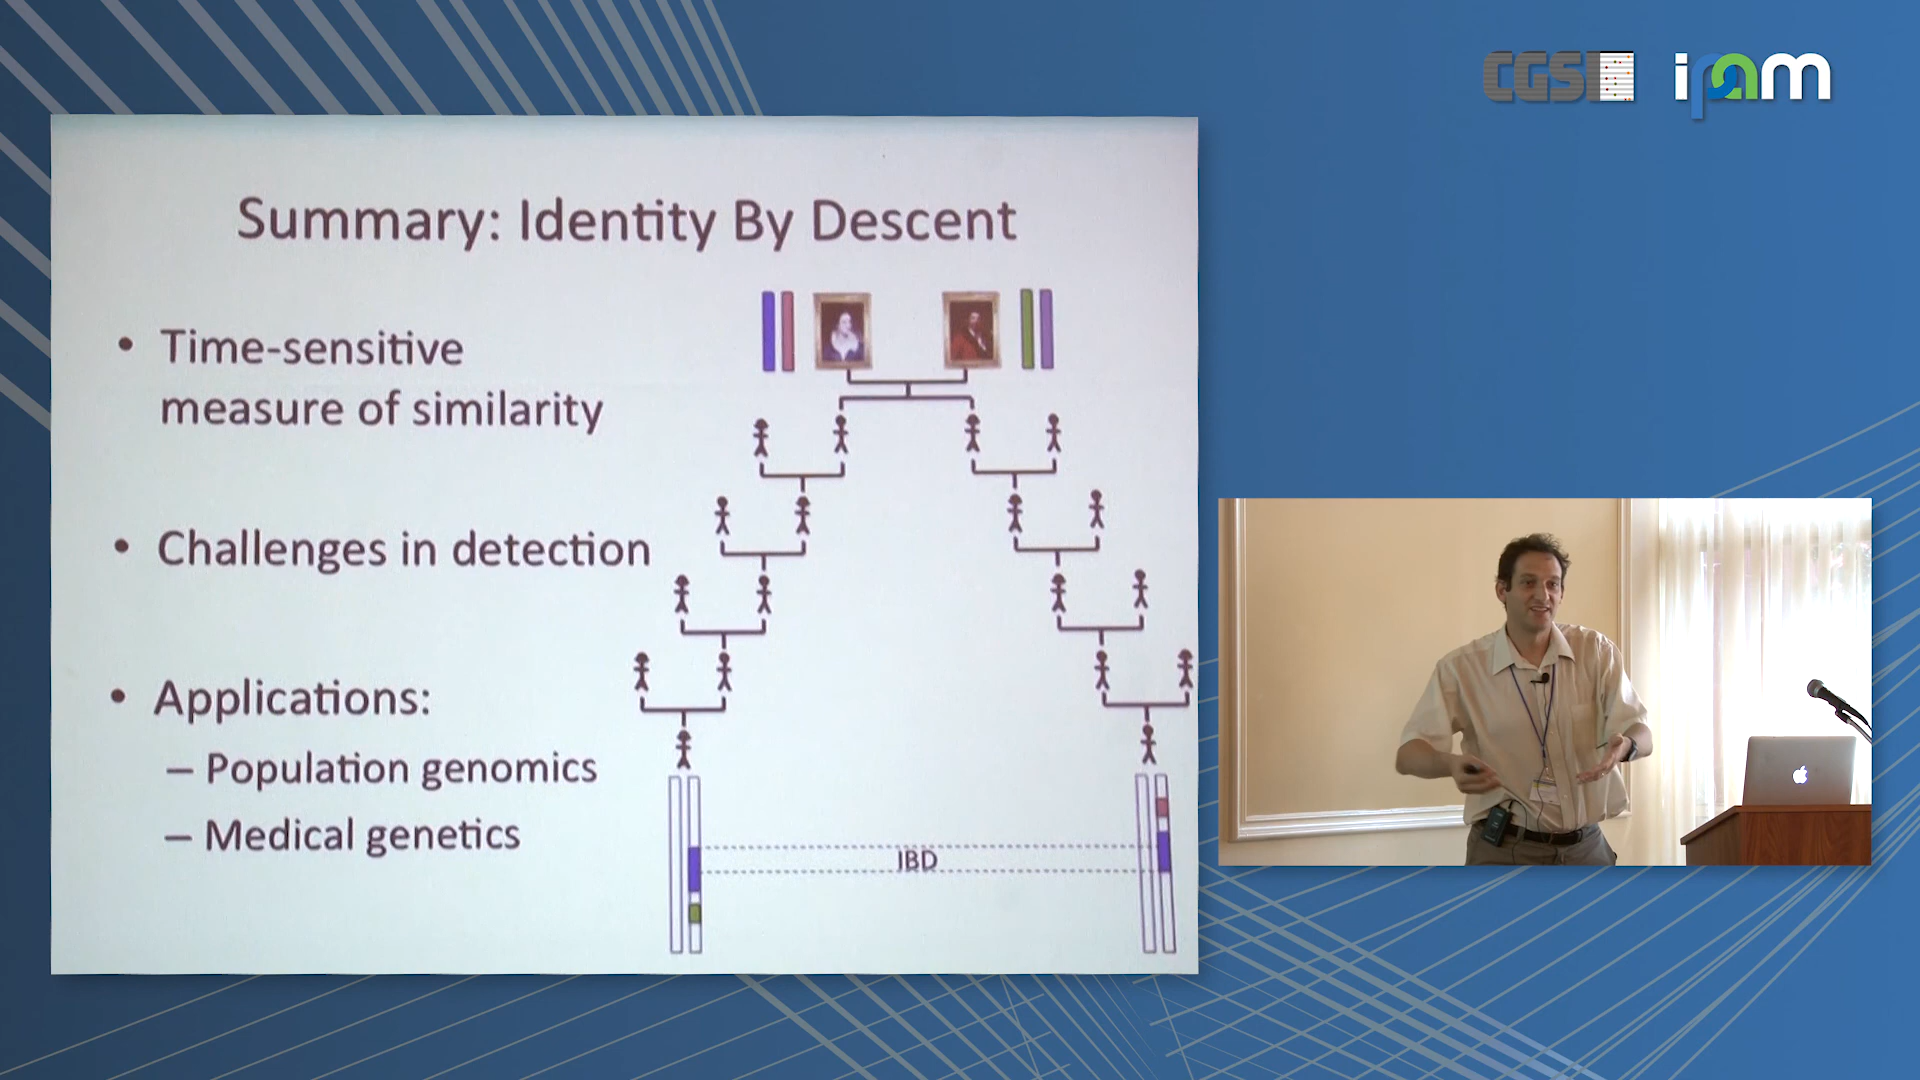 CGSI
ipam
Summary: Identity By Descent
• Time-sensitive
measure of similarity
• Challenges in detection
• Applications:
– Population genomics
– Medical genetics
IBD